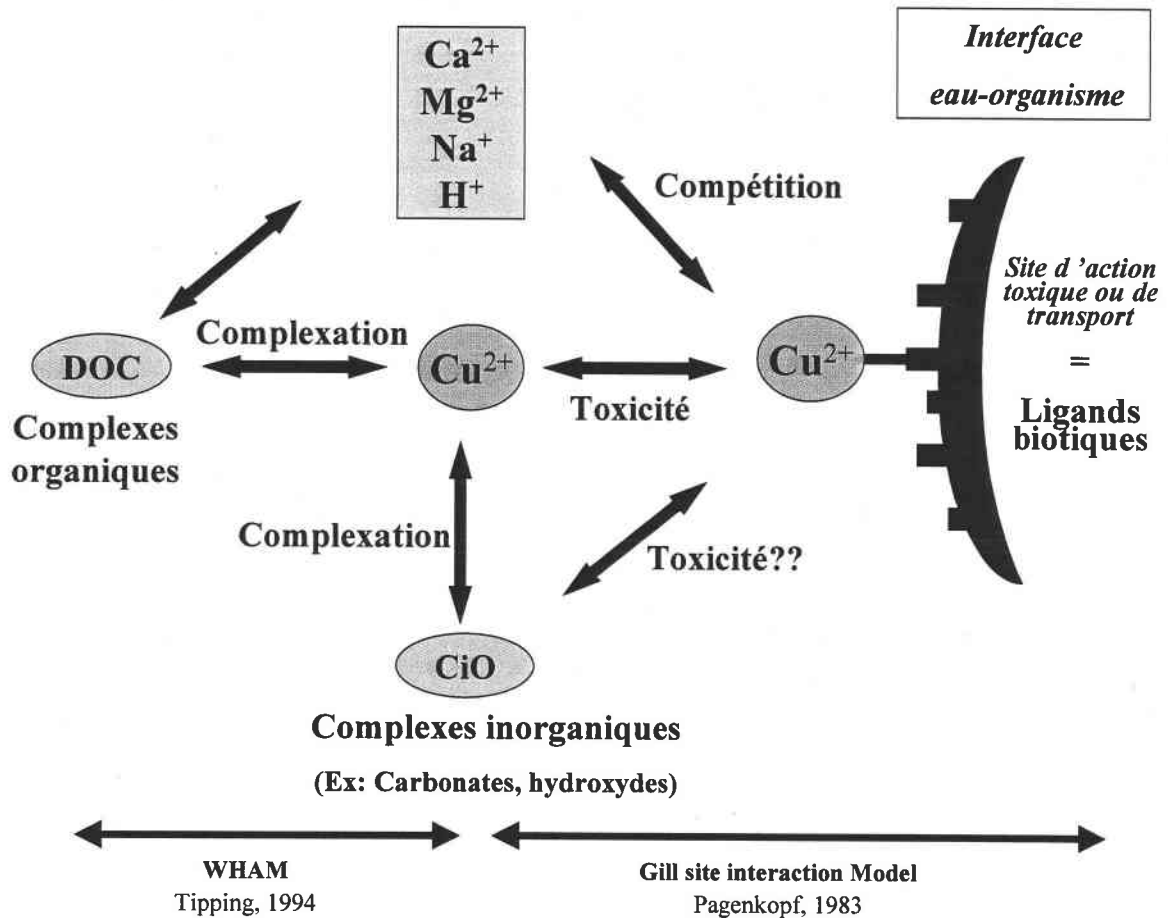 Ca²⁺
Mg²⁺
Na⁺
H⁺
Interface
eau-organisme
Compétition
Site d 'action
toxique ou de
transport
=
Ligands
biotiques
DOC
Complexation
Cu²⁺
Toxicité
Cu²⁺
Complexes
organiques
Complexation
Toxicité??
CiO
Complexes inorganiques
(Ex: Carbonates, hydroxydes)
WHAM
Tipping, 1994
Gill site interaction Model
Pagenkopf, 1983